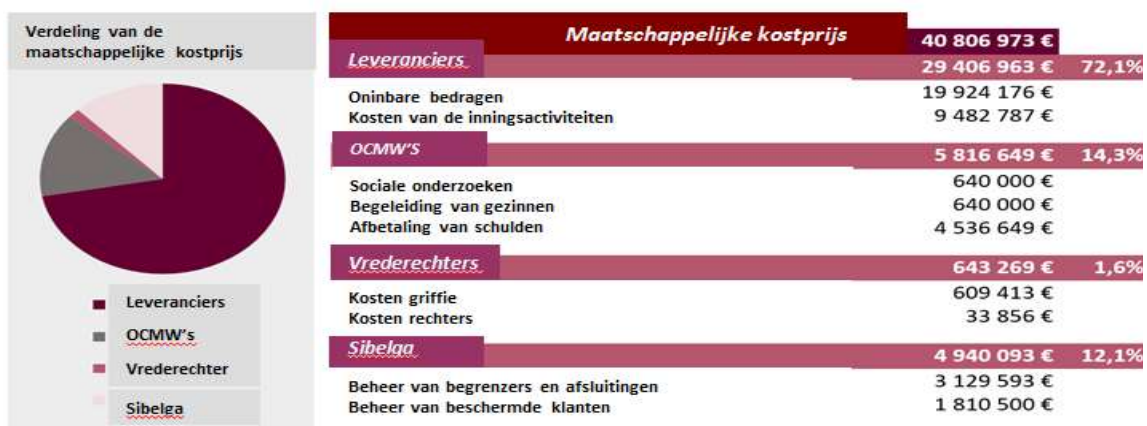 Verdeling van de
maatschappelijke kostprijs
Leveranciers
OCMW's
Vrederechter
Sibelga
Maatschappelijke kostprijs 40 806 973 €
Leveranciers 29 406 963 € 72,1%
Oninbare bedragen 19 924 176 €
Kosten van de inningsactiviteiten 9 482 787 €
OCMW'S 5 816 649 € 14,3%
Sociale onderzoeken 640 000 €
Begeleiding van gezinnen 640 000 €
Afbetaling van schulden 4 536 649 €
Vrederechters 643 269 € 1,6%
Kosten griffie 609 413 €
Kosten rechters 33 856 €
Sibelga 4 940 093 € 12,1%
Beheer van begrenzers en afsluitingen 3 129 593 €
Beheer van beschermde klanten 1 810 500 €